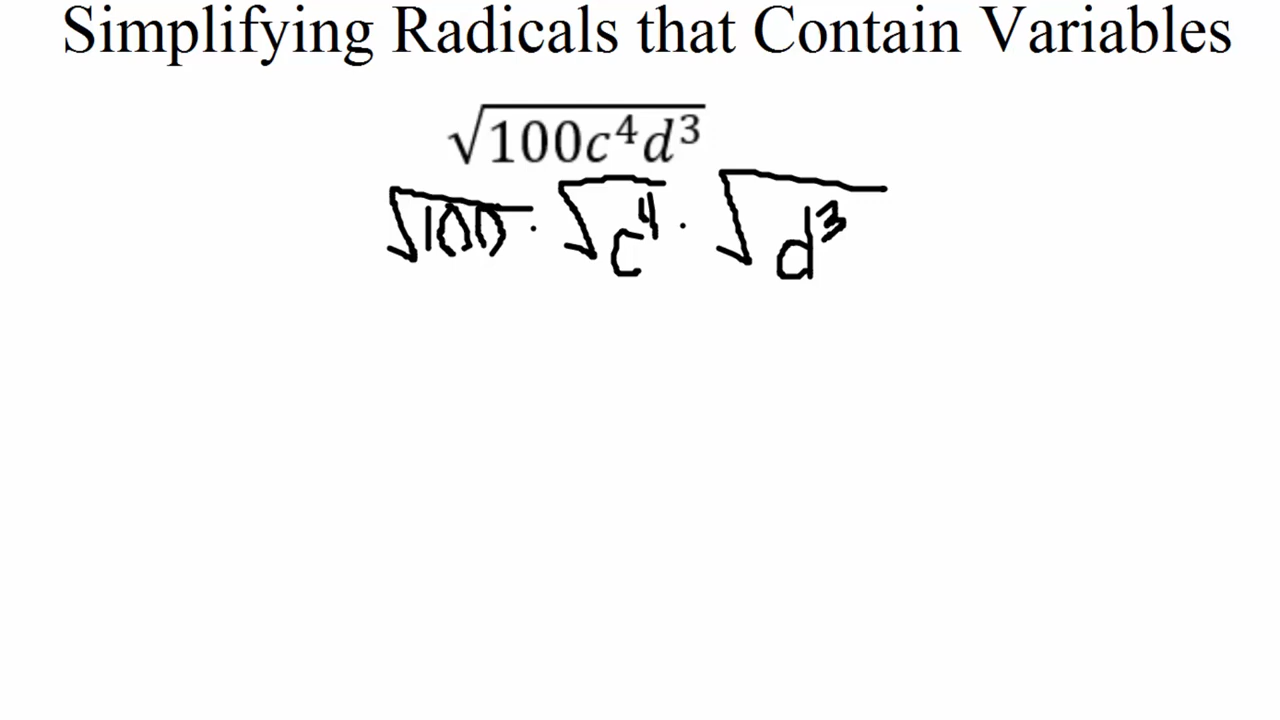 Simplifying Radicals that Contain Variables
√100c⁴d³
√100 · √c⁴ · √d³